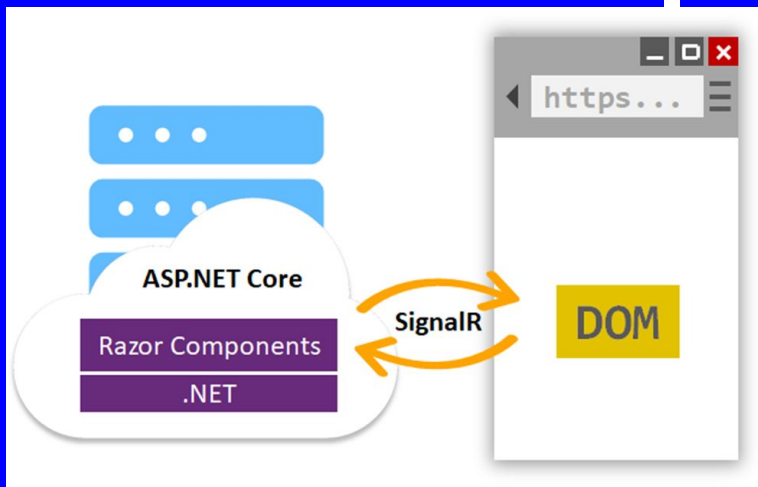 https...
ASP.NET Core
Razor Components
.NET
SignalR
DOM